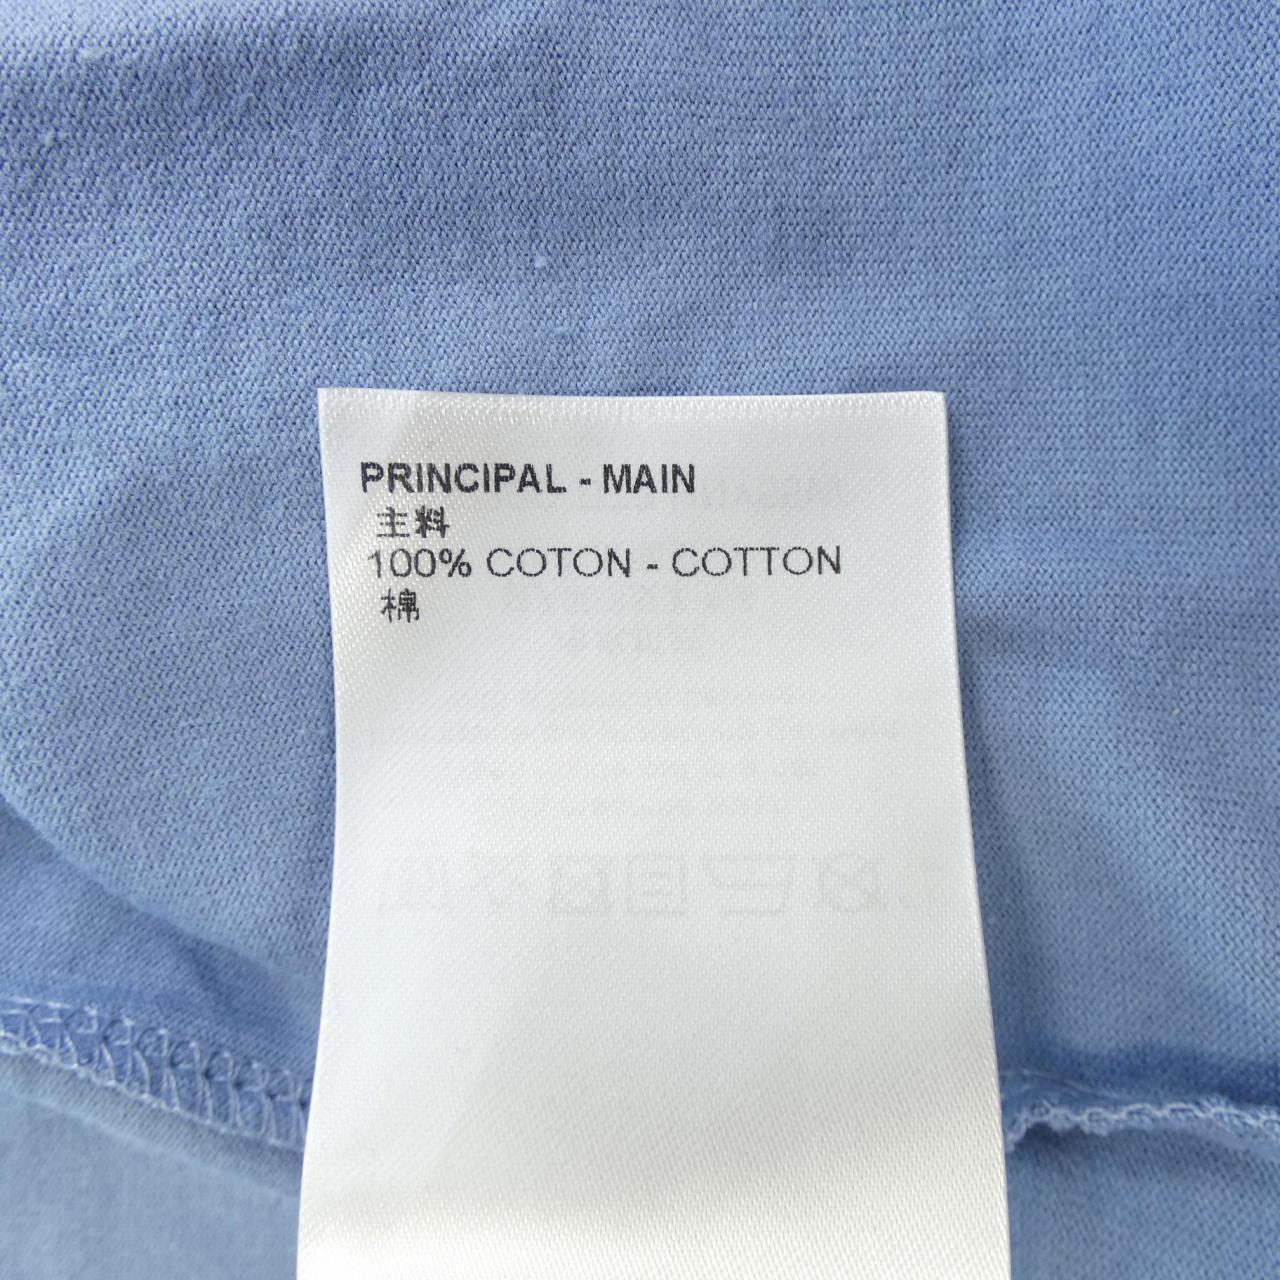 PRINCIPAL - MAIN
主料
100% COTON - COTTON
棉